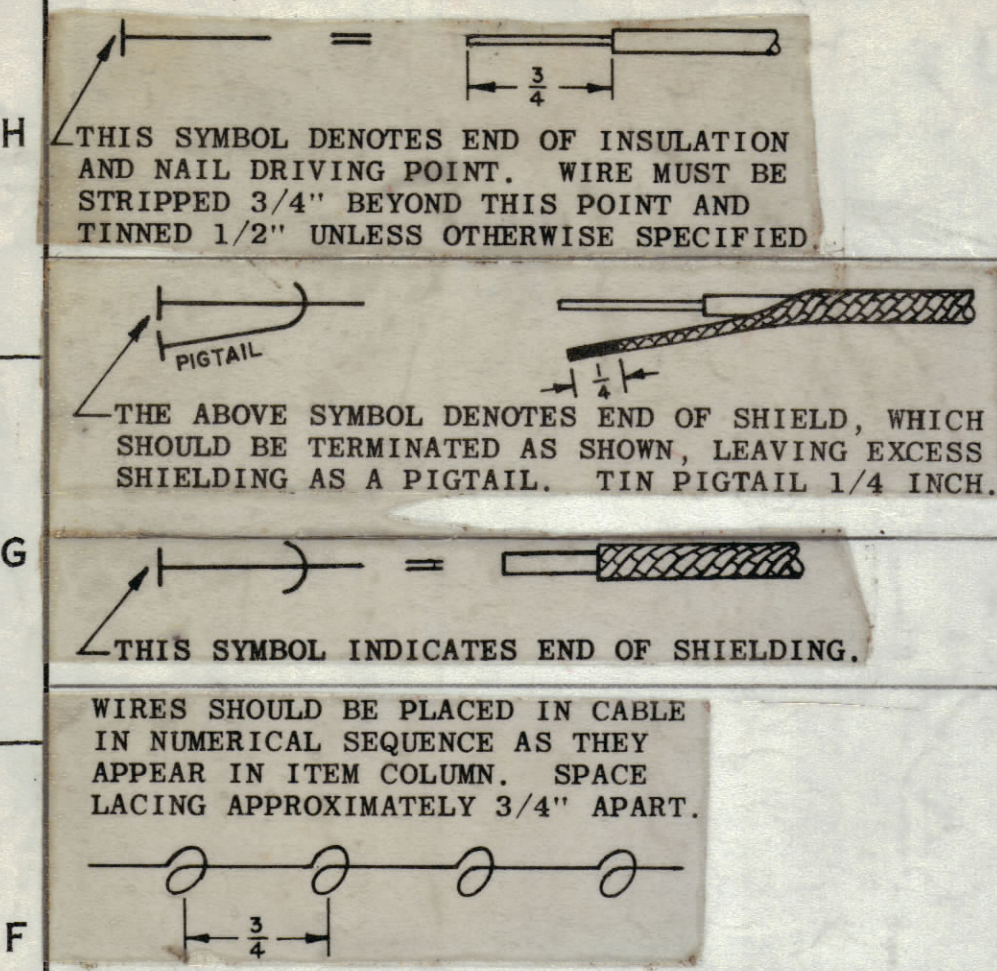 =
3/4
H
THIS SYMBOL DENOTES END OF INSULATION
AND NAIL DRIVING POINT. WIRE MUST BE
STRIPPED 3/4" BEYOND THIS POINT AND
TINNED 1/2" UNLESS OTHERWISE SPECIFIED
PIGTAIL
1/4
THE ABOVE SYMBOL DENOTES END OF SHIELD, WHICH
SHOULD BE TERMINATED AS SHOWN, LEAVING EXCESS
SHIELDING AS A PIGTAIL. TIN PIGTAIL 1/4 INCH.
G
=
THIS SYMBOL INDICATES END OF SHIELDING.
WIRES SHOULD BE PLACED IN CABLE
IN NUMERICAL SEQUENCE AS THEY
APPEAR IN ITEM COLUMN. SPACE
LACING APPROXIMATELY 3/4" APART.
3/4
F